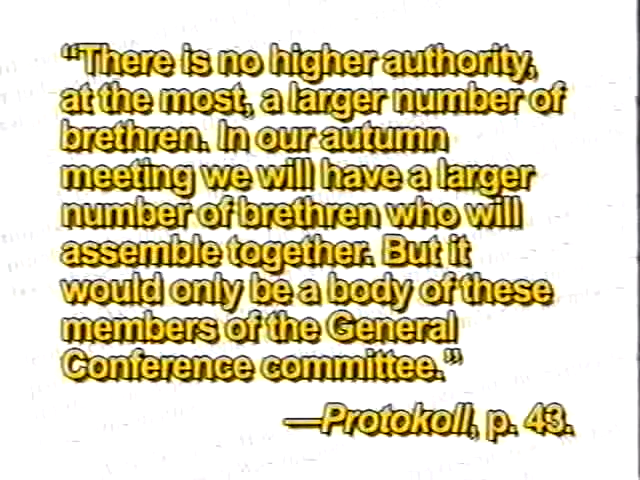 “There is no higher authority,
at the most, a larger number of
brethren. In our autumn
meeting we will have a larger
number of brethren who will
assemble together. But it
would only be a body of these
members of the General
Conference committee.”
—Protokoll, p. 43.